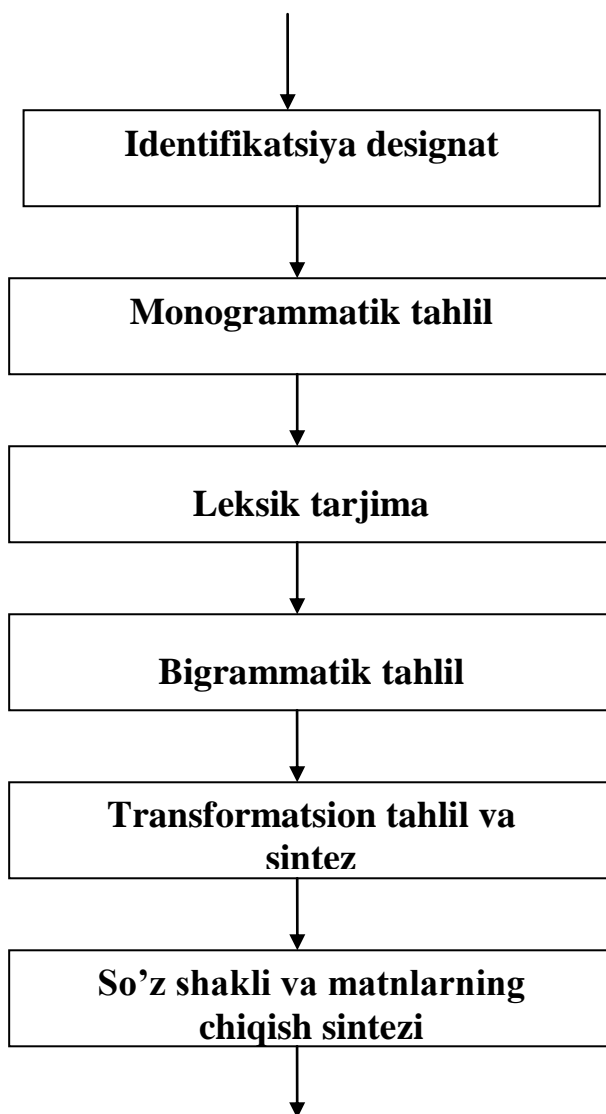 Identifikatsiya designat
Monogrammatik tahlil
Leksik tarjima
Bigrammatik tahlil
Transformatsion tahlil va
sintez
So’z shakli va matnlarning
chiqish sintezi